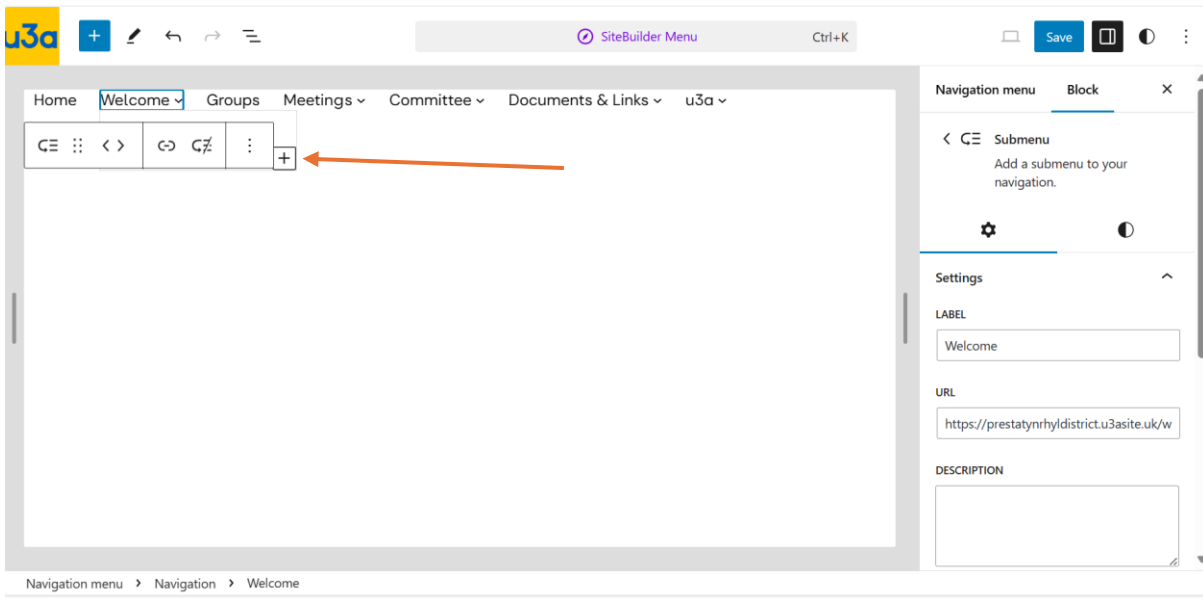 u3a
SiteBuilder Menu
Ctrl+K
Save
Home Welcome Groups Meetings Committee Documents & Links u3a
Navigation menu Block
Submenu
Add a submenu to your
navigation.
Settings
LABEL
Welcome
URL
https://prestatynrhyldistrict.u3asite.uk/w
DESCRIPTION
Navigation menu > Navigation > Welcome